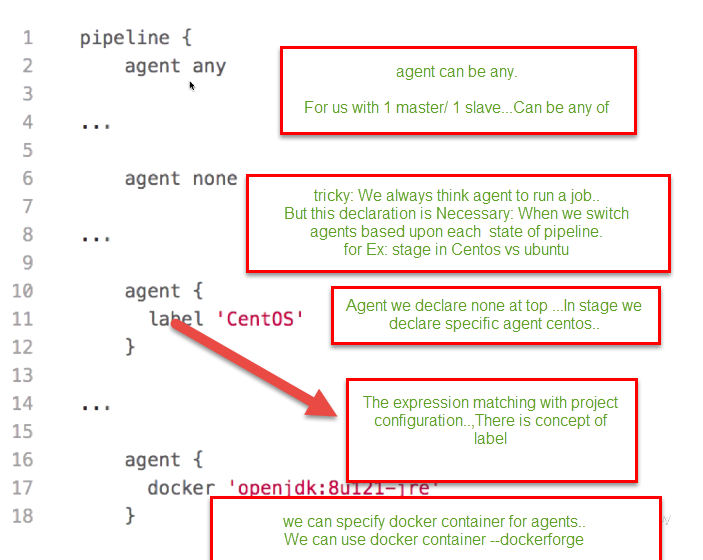 1 pipeline {
2 agent any
3
4 ...
5
6 agent none
7
8 ...
9
10 agent {
11 label 'CentOS'
12 }
13
14 ...
15
16 agent {
17 docker 'openjdk:8u121-jre'
18 }
agent can be any.
For us with 1 master/ 1 slave...Can be any of
tricky: We always think agent to run a job..
But this declaration is Necessary: When we switch
agents based upon each state of pipeline.
for Ex: stage in Centos vs ubuntu
Agent we declare none at top ...In stage we
declare specific agent centos..
The expression matching with project
configuration..,There is concept of
label
we can specify docker container for agents..
We can use docker container --dockerforge